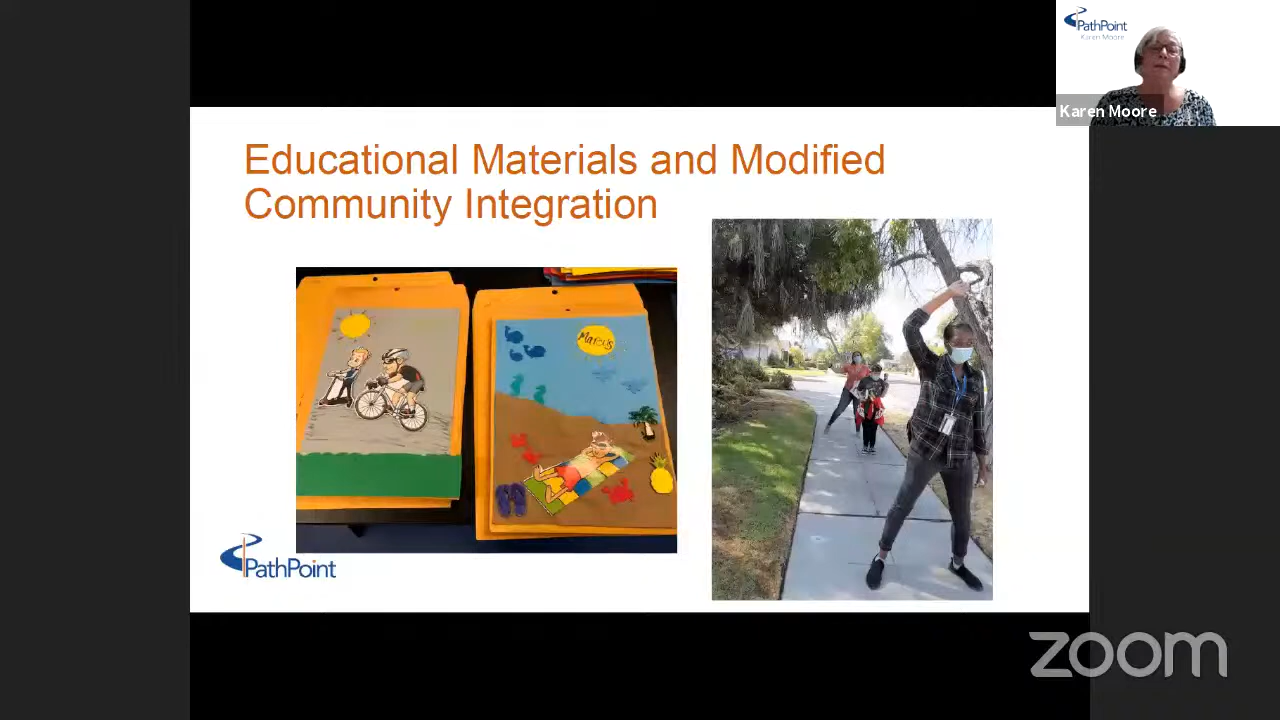 PathPoint
Karen Moore
Karen Moore
Educational Materials and Modified
Community Integration
Marcus
PathPoint
zoom